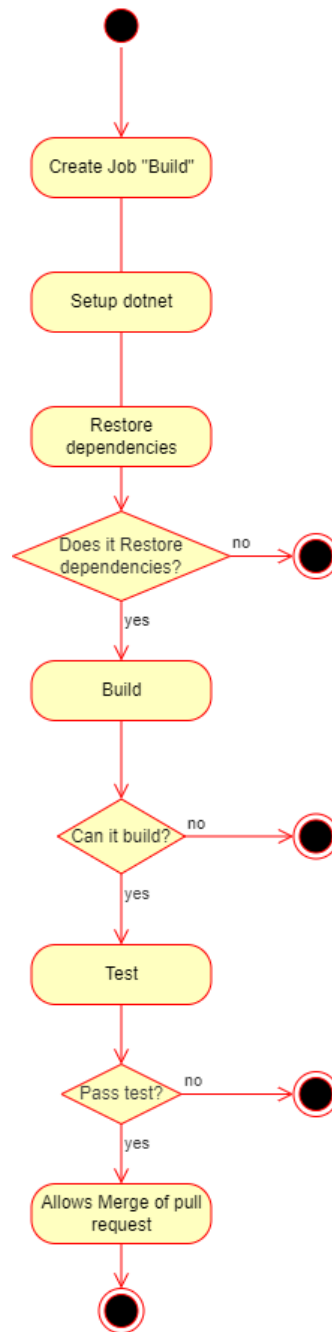 Create Job "Build"
Setup dotnet
Restore
dependencies
Does it Restore
dependencies?
no
yes
Build
Can it build?
no
yes
Test
Pass test?
no
yes
Allows Merge of pull
request